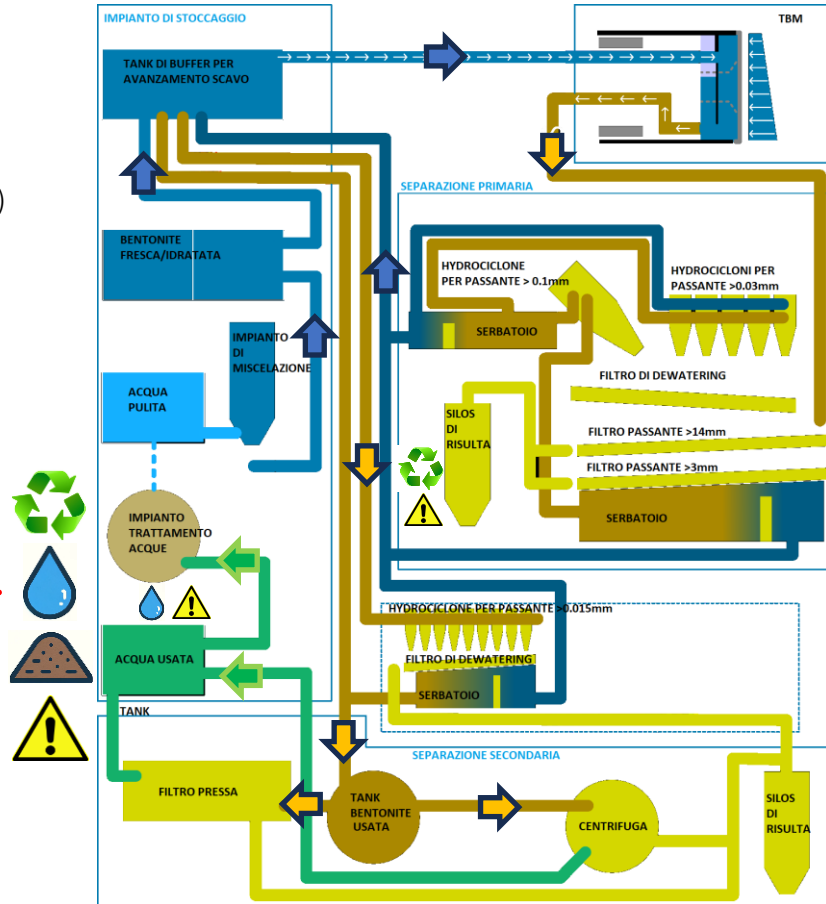 IMPIANTO DI STOCCAGGIO
TBM
TANK DI BUFFER PER
AVANZAMENTO SCAVO
)
SEPARAZIONE PRIMARIA
BENTONITE
FRESCA/IDRATATA
HYDROCICLONE
PER PASSANTE > 0.1mm
HYDROCICLONI PER
PASSANTE >0.03mm
SERBATOIO
IMPIANTO
DI
MISCELAZIONE
FILTRO DI DEWATERING
ACQUA
PULITA
SILOS
DI
RISULTA
FILTRO PASSANTE >14mm
FILTRO PASSANTE >3mm
SERBATOIO
IMPIANTO
TRATTAMENTO
ACQUE
HYDROCICLONE PER PASSANTE >0.015mm
ACQUA USATA
FILTRO DI DEWATERING
SERBATOIO
TANK
SEPARAZIONE SECONDARIA
FILTRO PRESSA
TANK
BENTONITE
USATA
CENTRIFUGA
SILOS
DI
RISULTA